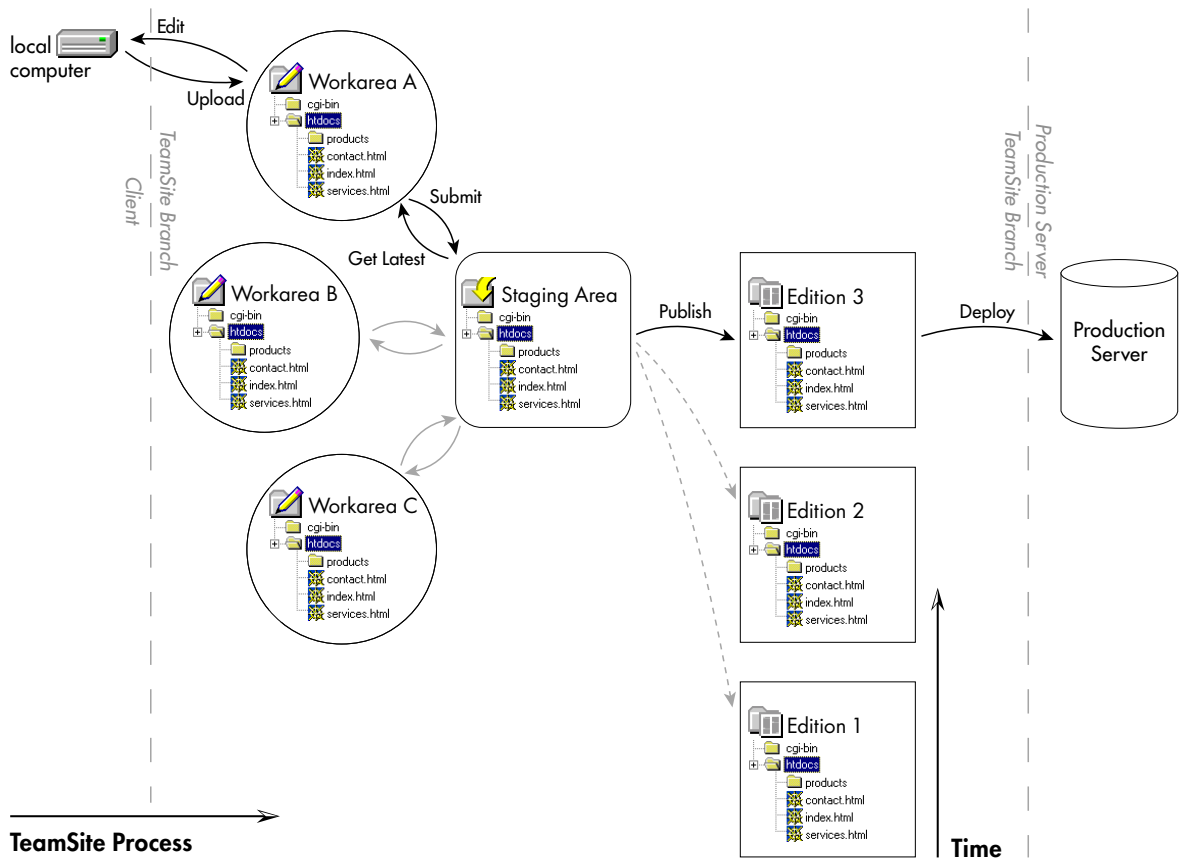 Edit
local
computer
Upload
Workarea A
cgi-bin
htdocs
products
contact.html
index.html
services.html
TeamSite Branch
Client
Submit
Get Latest
Workarea B
cgi-bin
htdocs
products
contact.html
index.html
services.html
Staging Area
cgi-bin
htdocs
products
contact.html
index.html
services.html
Workarea C
cgi-bin
htdocs
products
contact.html
index.html
services.html
Publish
Edition 3
cgi-bin
htdocs
products
contact.html
index.html
services.html
Deploy
Production Server
TeamSite Branch
Production
Server
Edition 2
cgi-bin
htdocs
products
contact.html
index.html
services.html
Edition 1
cgi-bin
htdocs
products
contact.html
index.html
services.html
TeamSite Process
Time